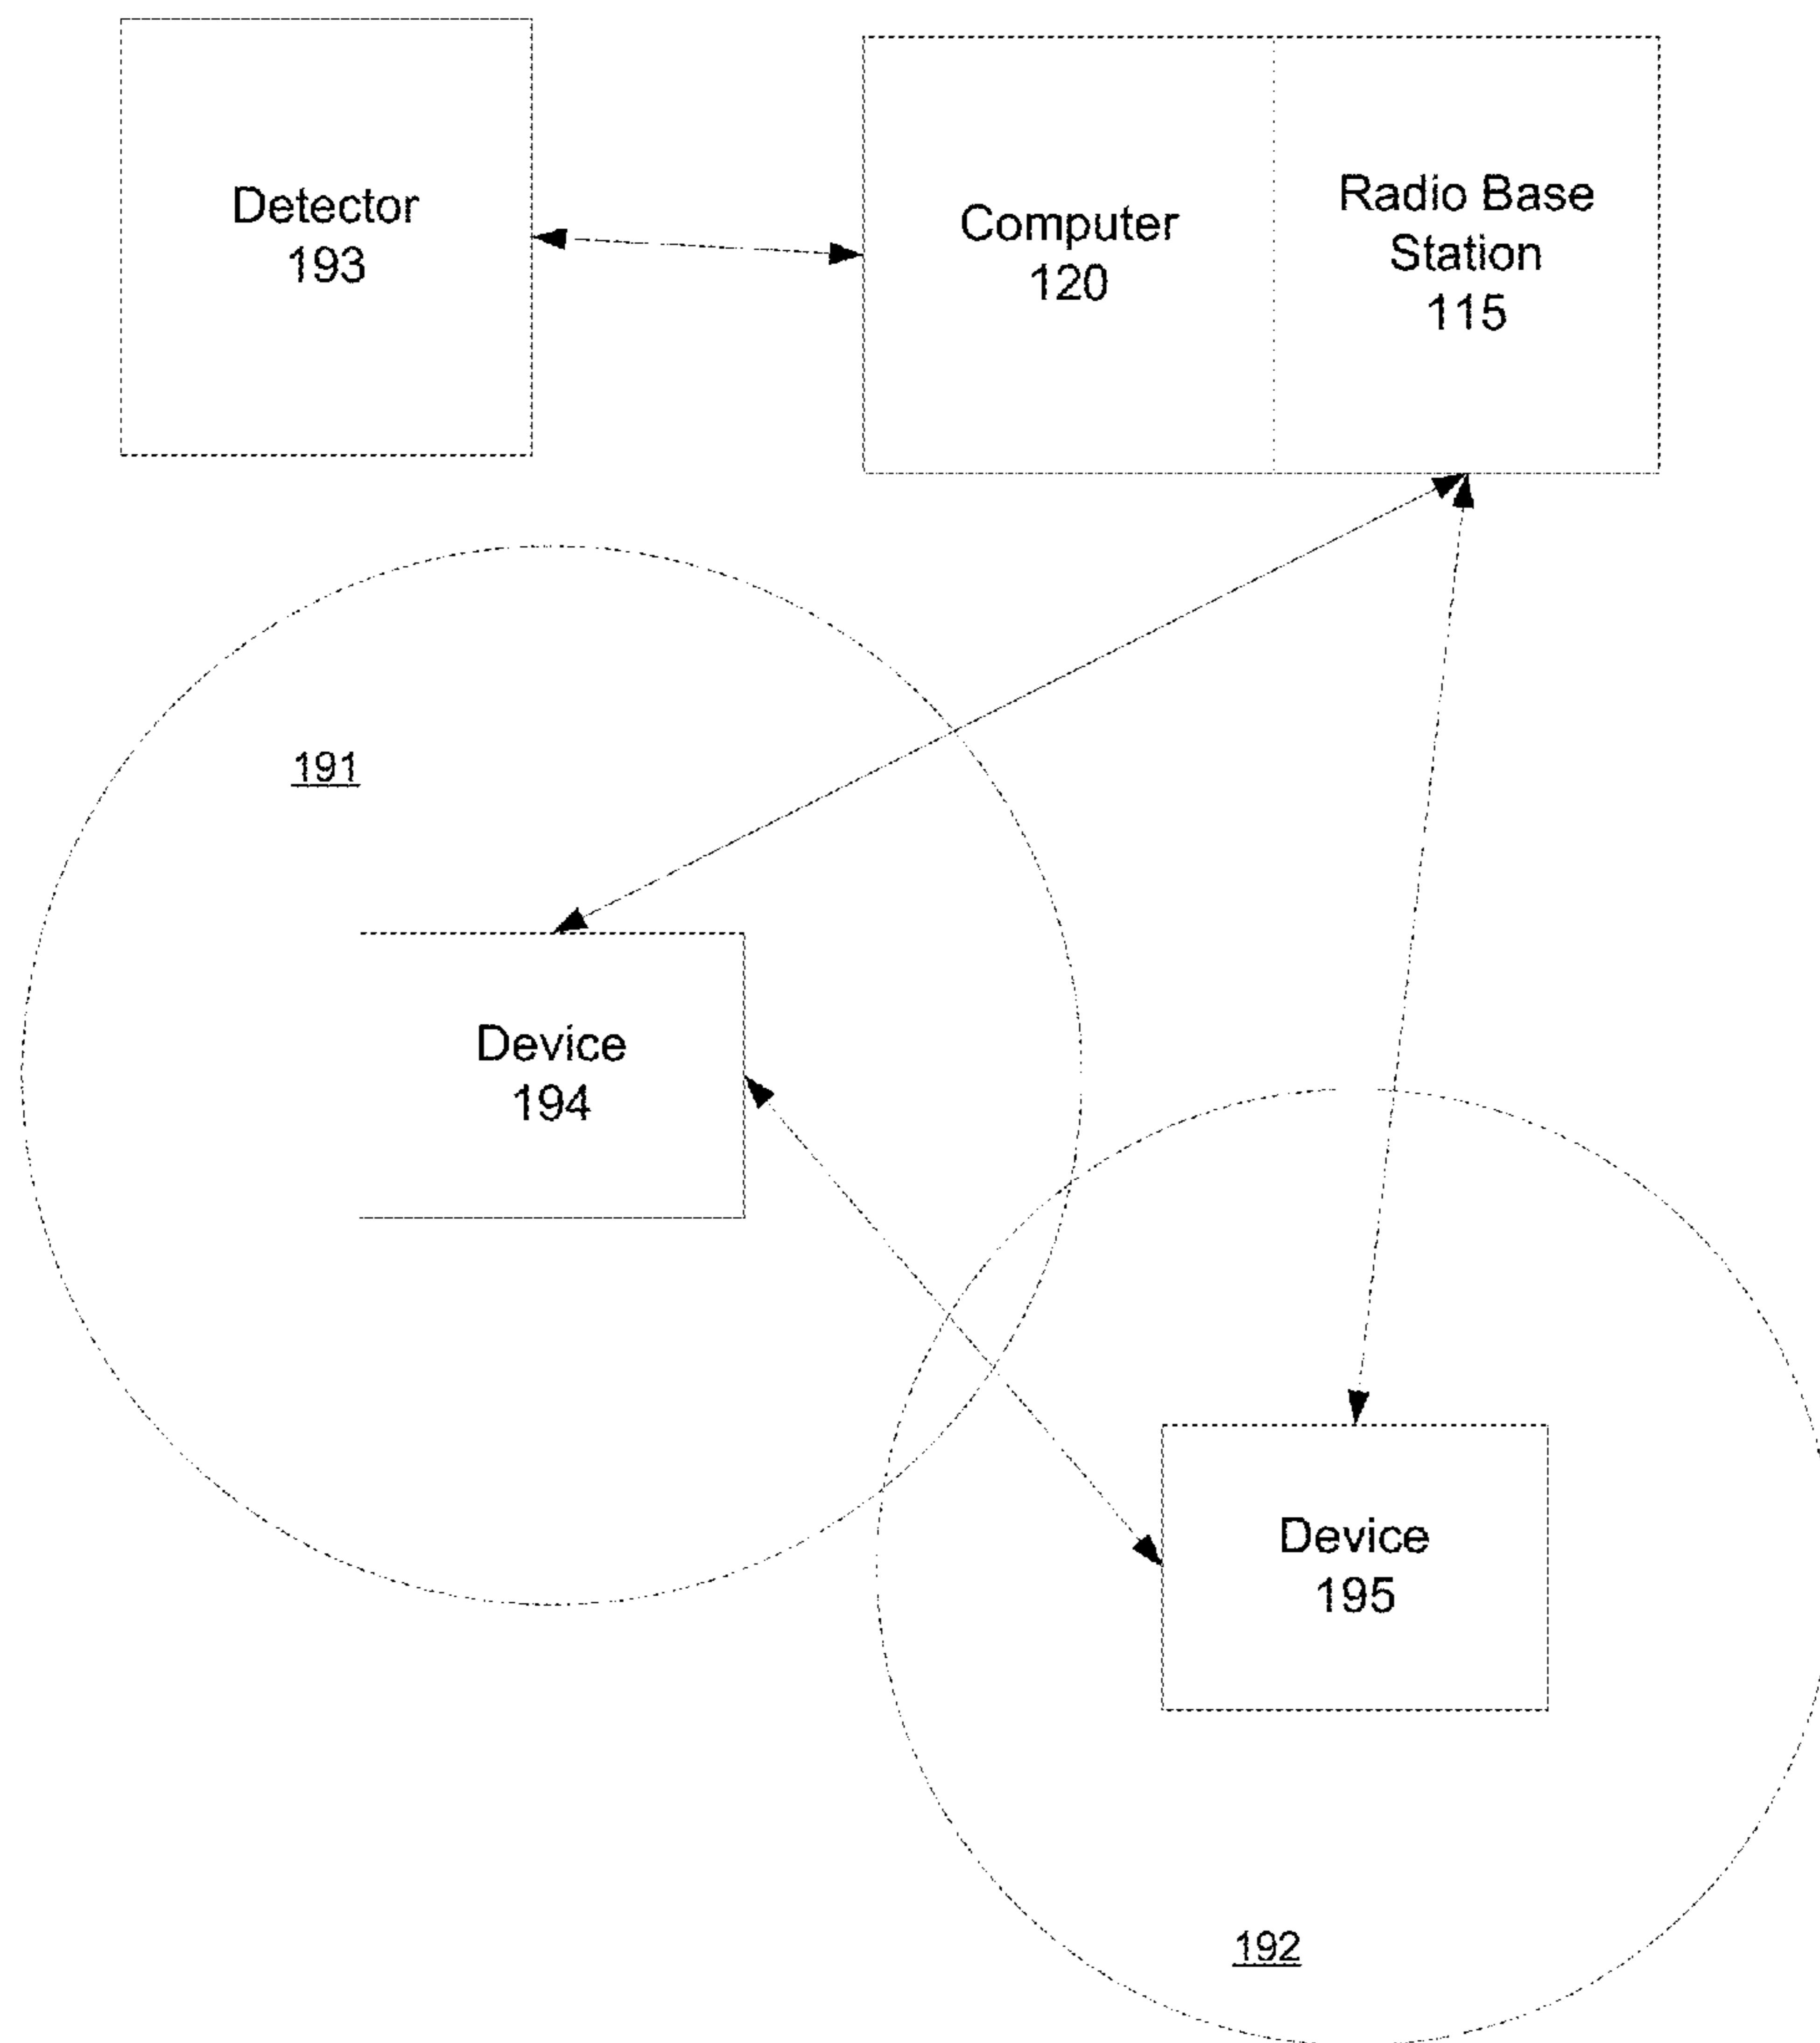 Detector
193
Computer
120
Radio Base
Station
115
191
Device
194
Device
195
192